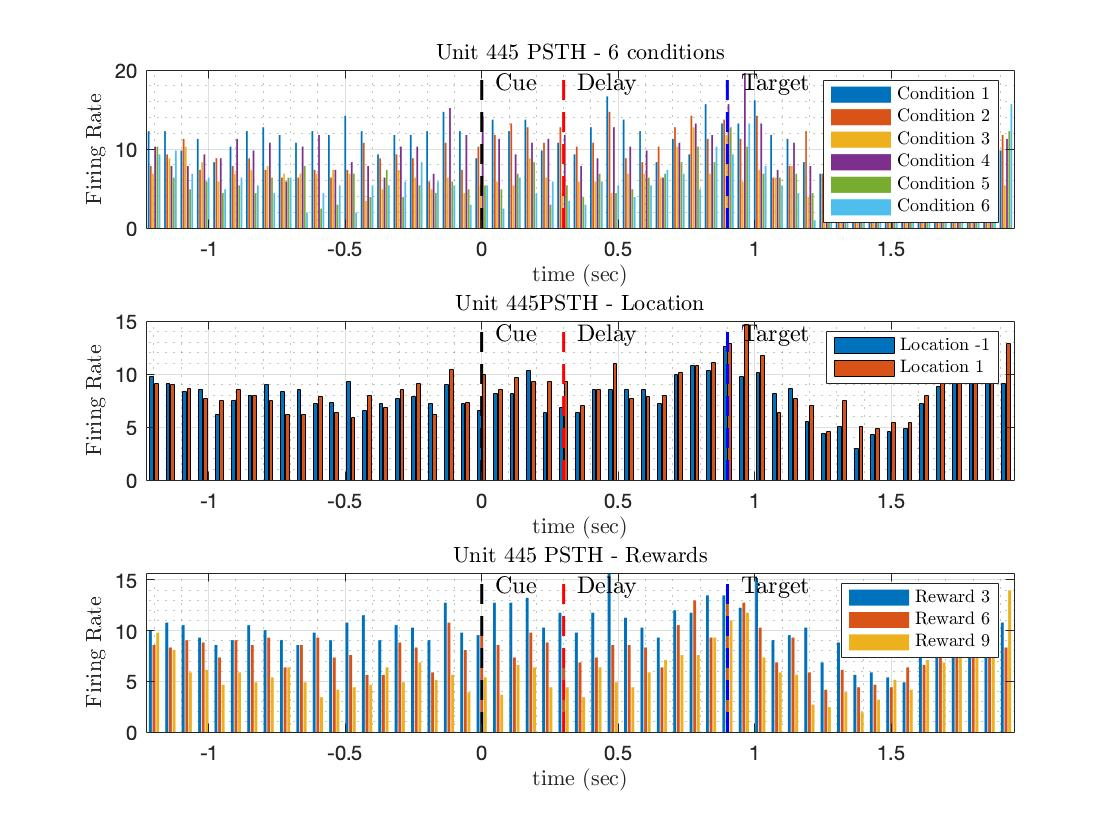 Unit 445 PSTH - 6 conditions
20
10
0
Firing Rate
Cue
Delay
Target
Condition 1
Condition 2
Condition 3
Condition 4
Condition 5
Condition 6
-1 -0.5 0 0.5 1 1.5
time (sec)
Unit 445PSTH - Location
15
10
5
0
Firing Rate
Cue
Delay
Target
Location -1
Location 1
-1 -0.5 0 0.5 1 1.5
time (sec)
Unit 445 PSTH - Rewards
15
10
5
0
Firing Rate
Cue
Delay
Target
Reward 3
Reward 6
Reward 9
-1 -0.5 0 0.5 1 1.5
time (sec)